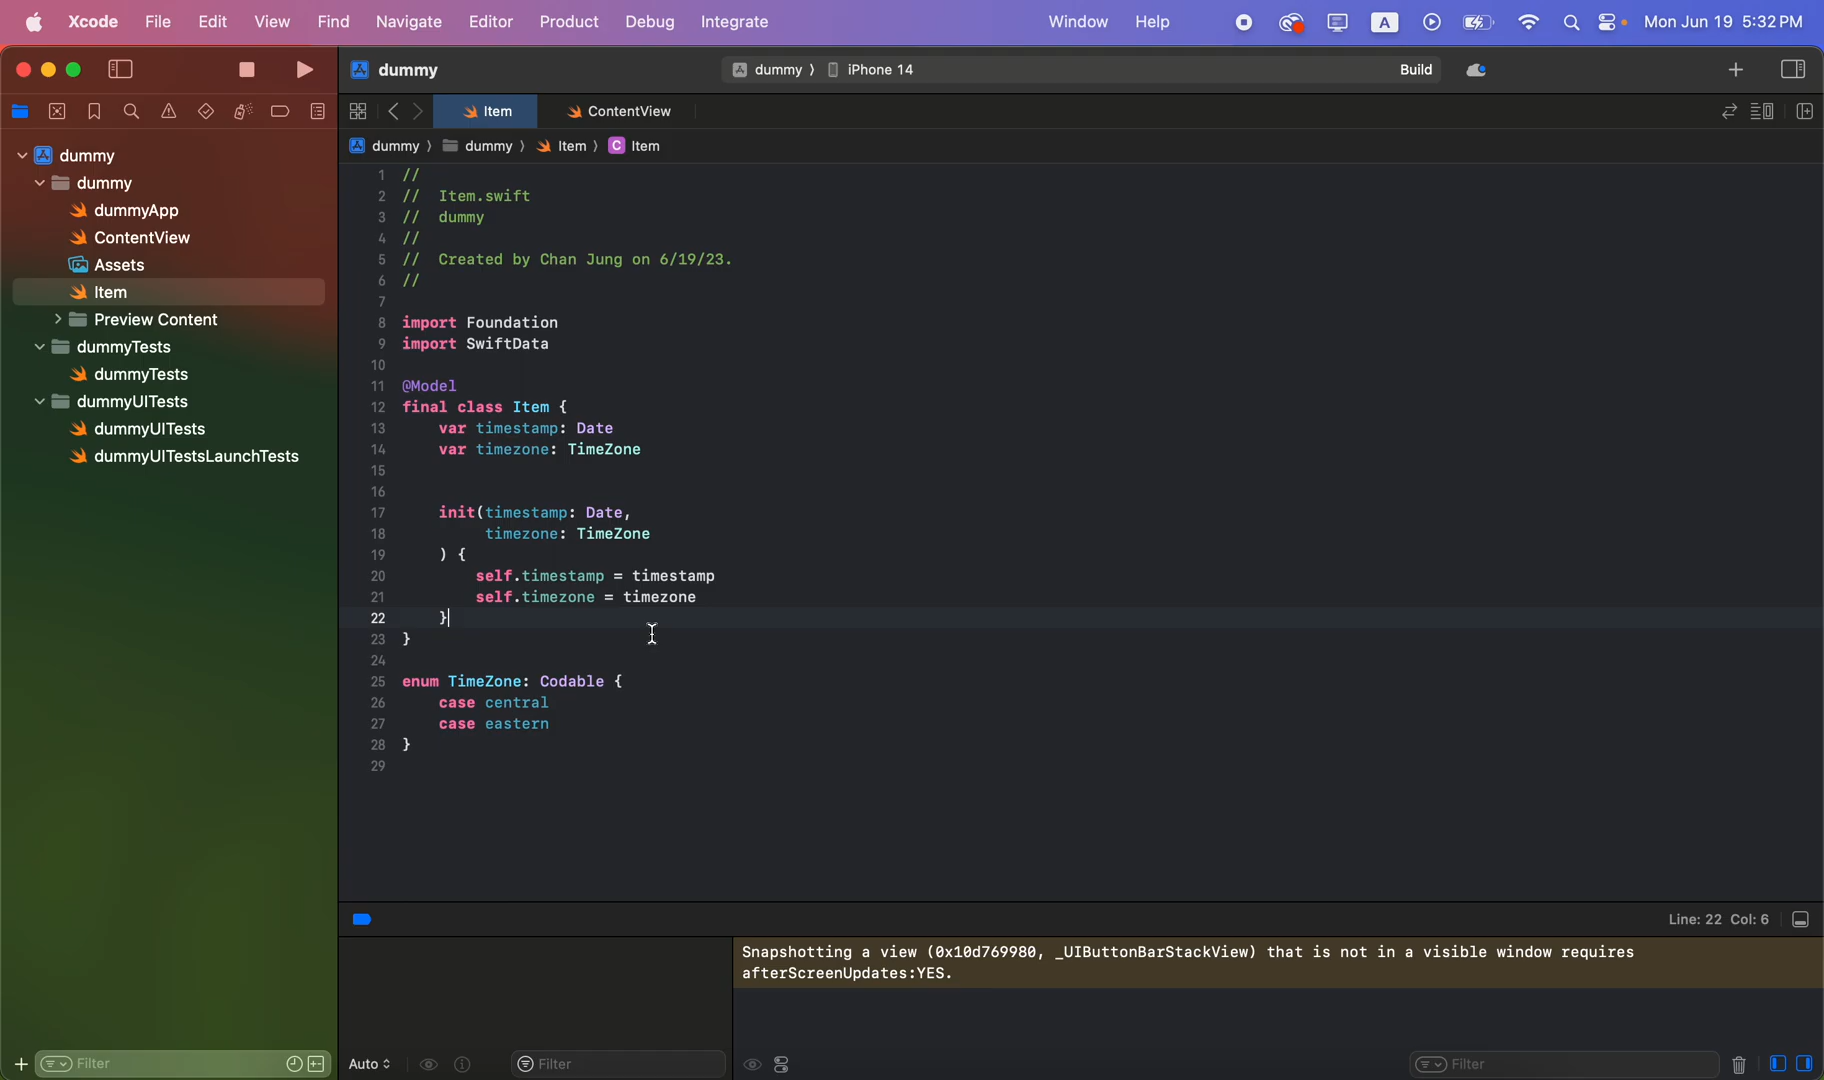 Xcode File Edit View Find Navigate Editor Product Debug Integrate Window Help A Mon Jun 19 5:32 PM
dummy dummy 〉 iPhone 14 Build
Item ContentView
dummy 〉 dummy 〉 Item 〉 C Item
dummy
dummy
dummyApp
ContentView
Assets
Item
Preview Content
dummyTests
dummyTests
dummyUITests
dummyUITests
dummyUITestsLaunchTests
Filter
1 //
2 // Item.swift
3 // dummy
4 //
5 // Created by Chan Jung on 6/19/23.
6 //
7
8 import Foundation
9 import SwiftData
10
11 @Model
12 final class Item {
13 var timestamp: Date
14 var timezone: TimeZone
15
16
17 init(timestamp: Date,
18 timezone: TimeZone
19 ) {
20 self.timestamp = timestamp
21 self.timezone = timezone
22 }
23 }
24
25 enum TimeZone: Codable {
26 case central
27 case eastern
28 }
29
Line: 22 Col: 6
Snapshotting a view (0x10d769980, _UIButtonBarStackView) that is not in a visible window requires
afterScreenUpdates:YES.
Auto Filter Filter